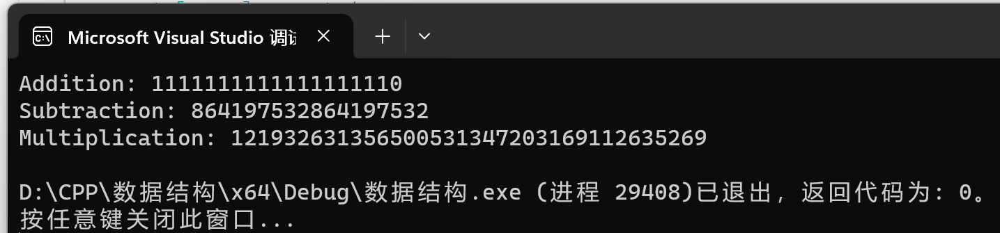 Microsoft Visual Studio 调试
Addition: 1111111111111111110
Subtraction: 864197532864197532
Multiplication: 121932631356500531347203169112635269
D:\CPP\数据结构\x64\Debug\数据结构.exe (进程 29408)已退出，返回代码为: 0。
按任意键关闭此窗口...